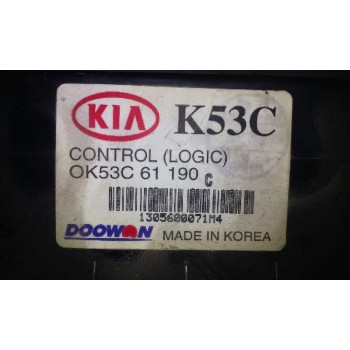 KIA K53C
CONTROL (LOGIC)
OK53C 61 190 C
1305600071M4
DOOWON MADE IN KOREA